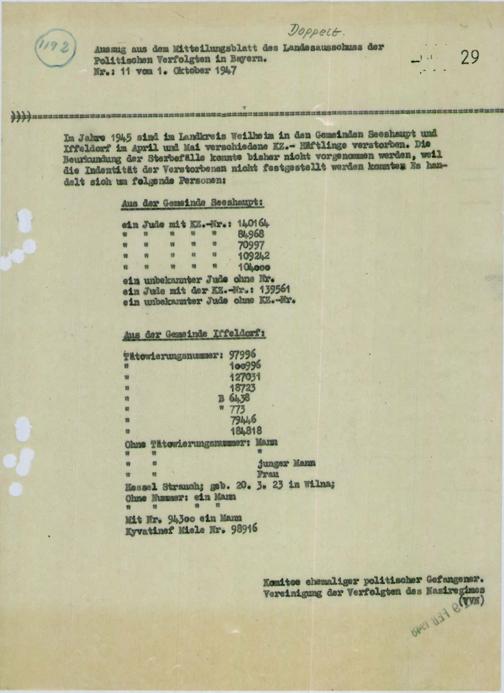 Doppelt.
1192
29
Auszug aus dem Mitteilungsblatt des Landesausschuss der
Politischen Verfolgten in Bayern.
Nr.: 11 vom 1. Oktober 1947
Im Jahre 1945 sind im Landkreis Weilheim in den Gemeinden Seeshaupt und
Iffeldorf im April und Mai verschiedene KZ.- Häftlinge verstorben. Die
Beurkundung der Sterbefälle konnte bisher nicht vorgenommen werden, weil
die Indentität der Verstorbenen nicht festgestellt werden konnte. Es han-
delt sich um folgende Personen:
Aus der Gemeinde Seeshaupt:
ein Jude mit KZ.-Nr.: 140164
" " " " " 84968
" " " " " 70997
" " " " " 109242
" " " " " 104000
ein unbekannter Jude ohne Nr.
ein Jude mit der KZ.-Nr.: 139561
ein unbekannter Jude ohne KZ.-Nr.
Aus der Gemeinde Iffeldorf:
Tätowierungsnummer: 97996
" 100996
" 127031
" 18723
" B 6438
" " 773
" 79446
" 184818
Ohne Tätowierungsnummer: Mann
" " "
" " junger Mann
" " Frau
Hessel Strauch; geb. 20. 3. 23 in Wilna;
Ohne Nummer: ein Mann
" " " "
Mit Nr. 94300 ein Mann
Kyvatinef Miele Nr. 98916
Komitee ehemaliger politischer Gefangener.
Vereinigung der Verfolgten des Naziregimes
(VVN)
9 FEB 1949